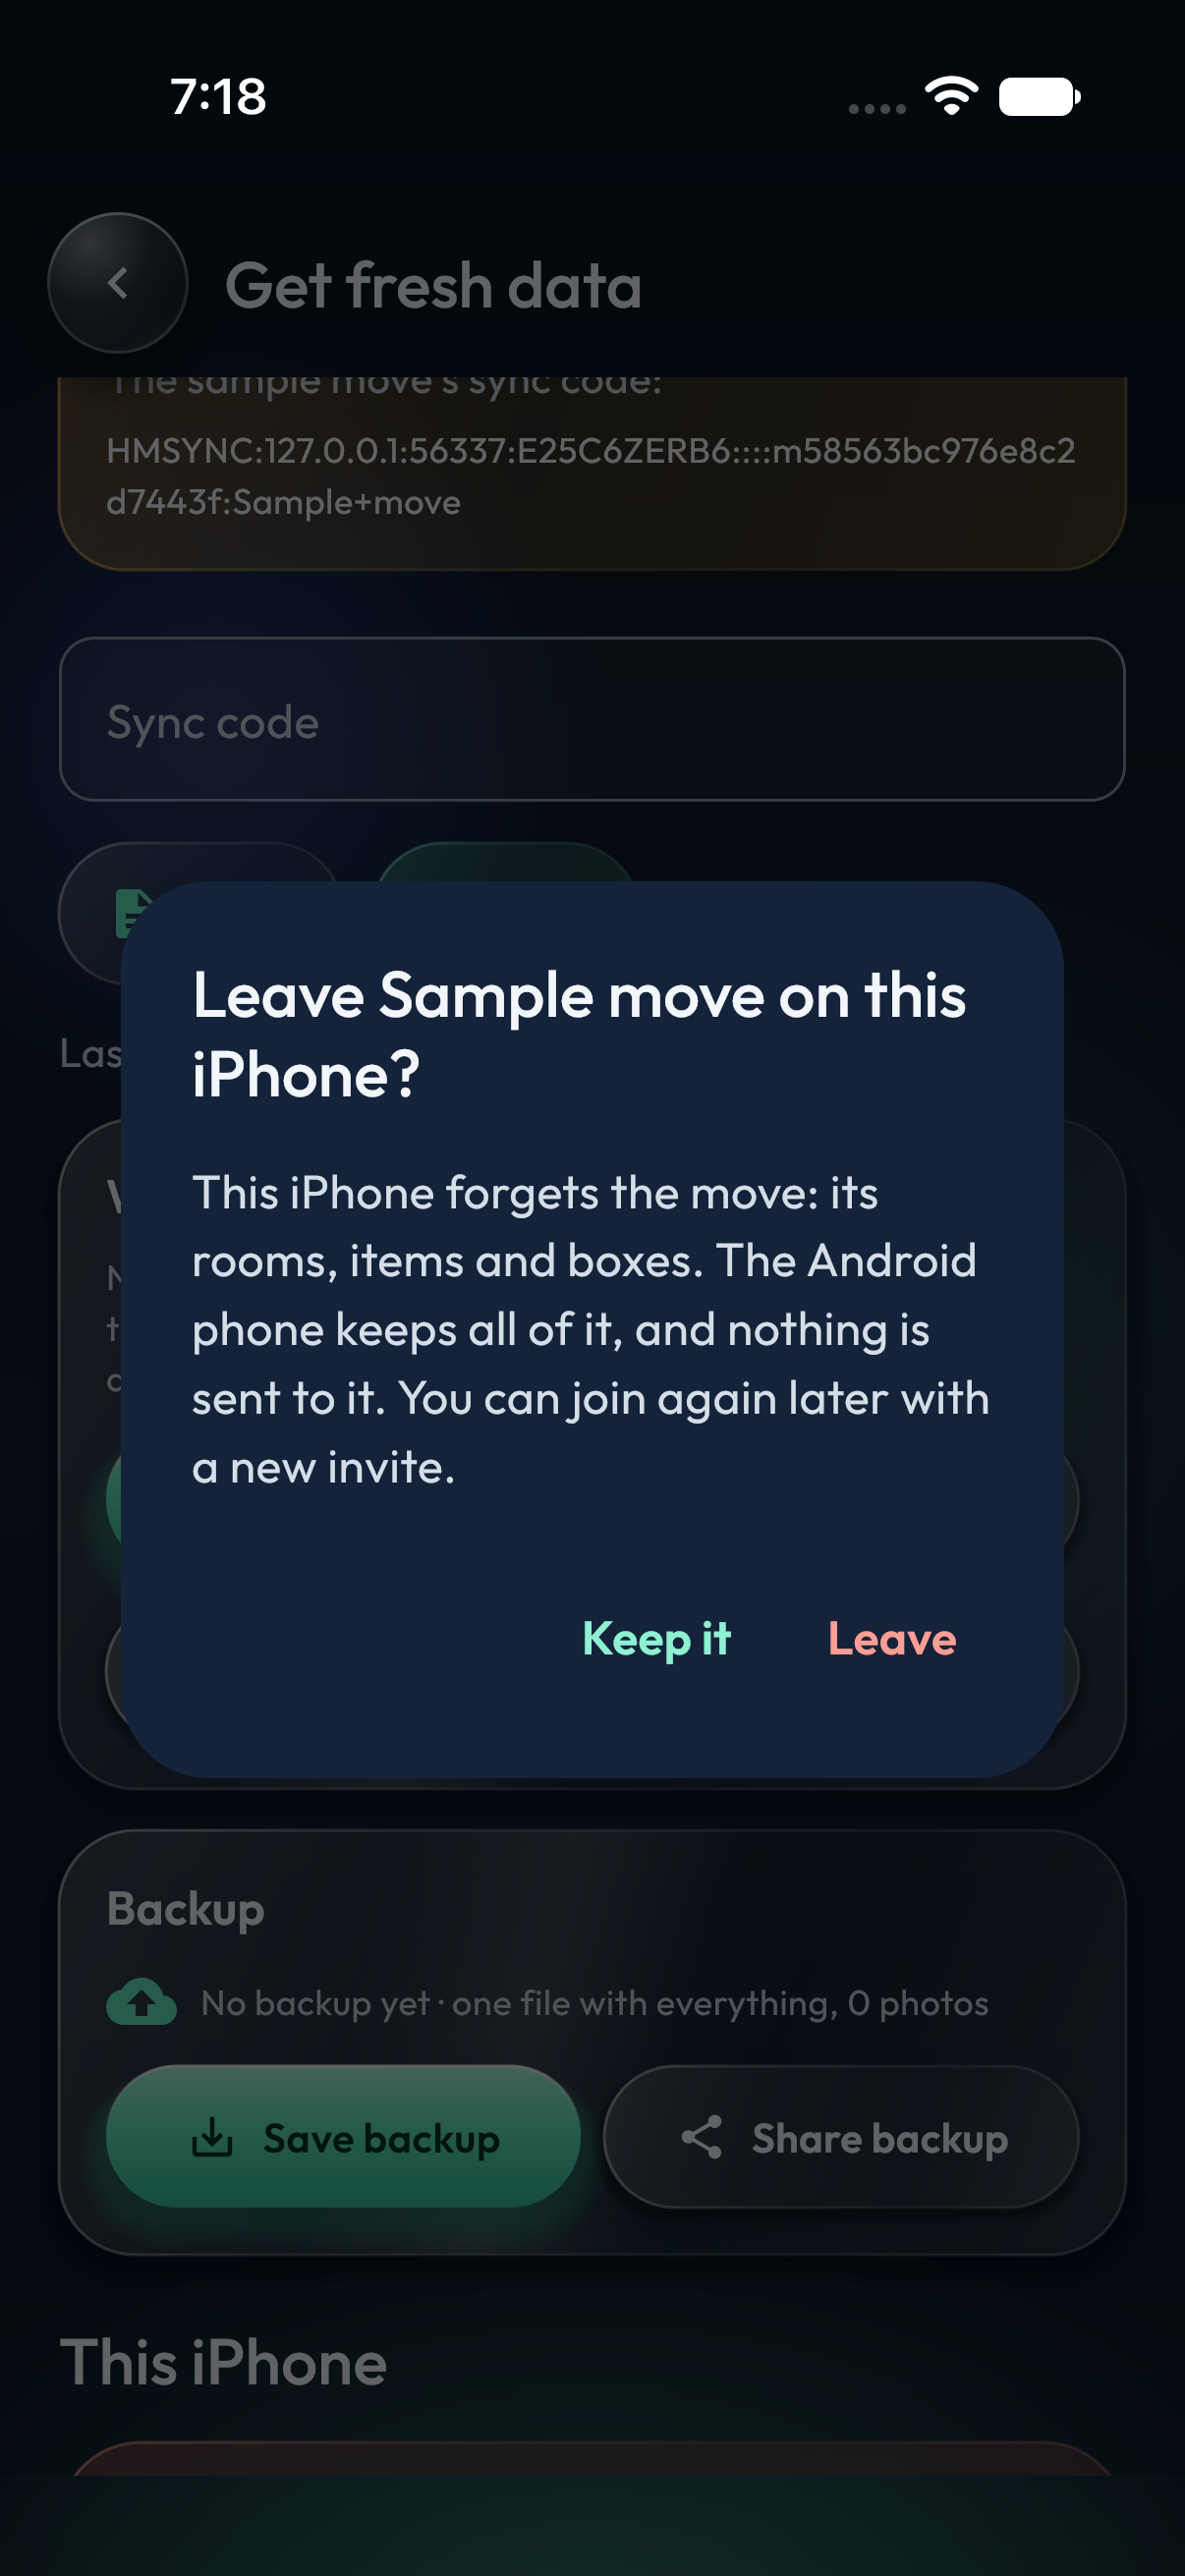 7:18
Get fresh data
The sample move's sync code:
HMSYNC:127.0.0.1:56337:E25C6ZERB6::::m58563bc976e8c2
d7443f:Sample+move
Sync code
Las
Leave Sample move on this
iPhone?
This iPhone forgets the move: its
rooms, items and boxes. The Android
phone keeps all of it, and nothing is
sent to it. You can join again later with
a new invite.
Keep it Leave
Backup
No backup yet · one file with everything, 0 photos
Save backup Share backup
This iPhone